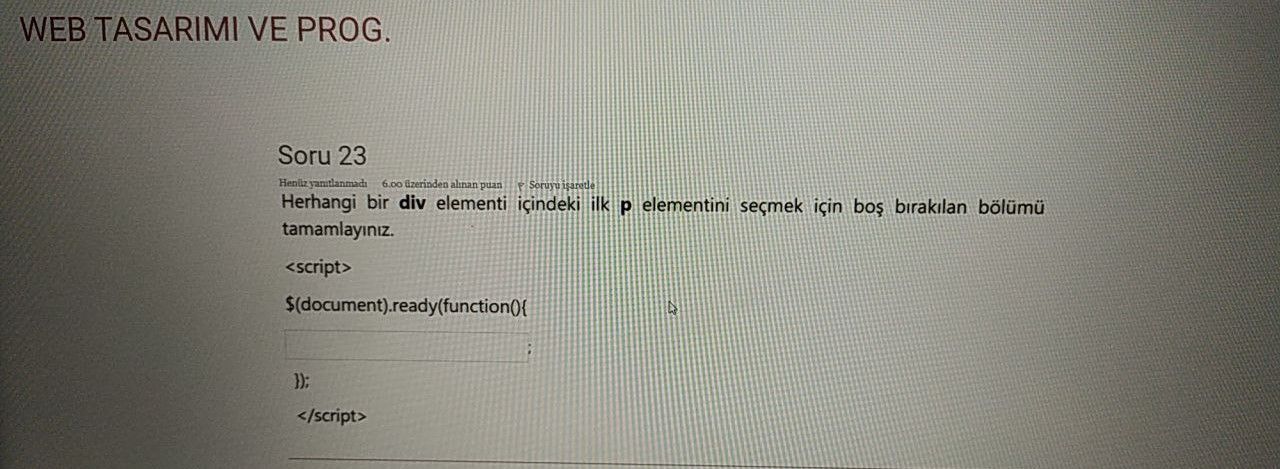 WEB TASARIMI VE PROG.
Soru 23
Henüz yanıtlanmadı 6.00 üzerinden alınan puan Soruyu işaretle
Herhangi bir div elementi içindeki ilk p elementini seçmek için boş bırakılan bölümü
tamamlayınız.
<script>
$(document).ready(function(){
;
});
</script>